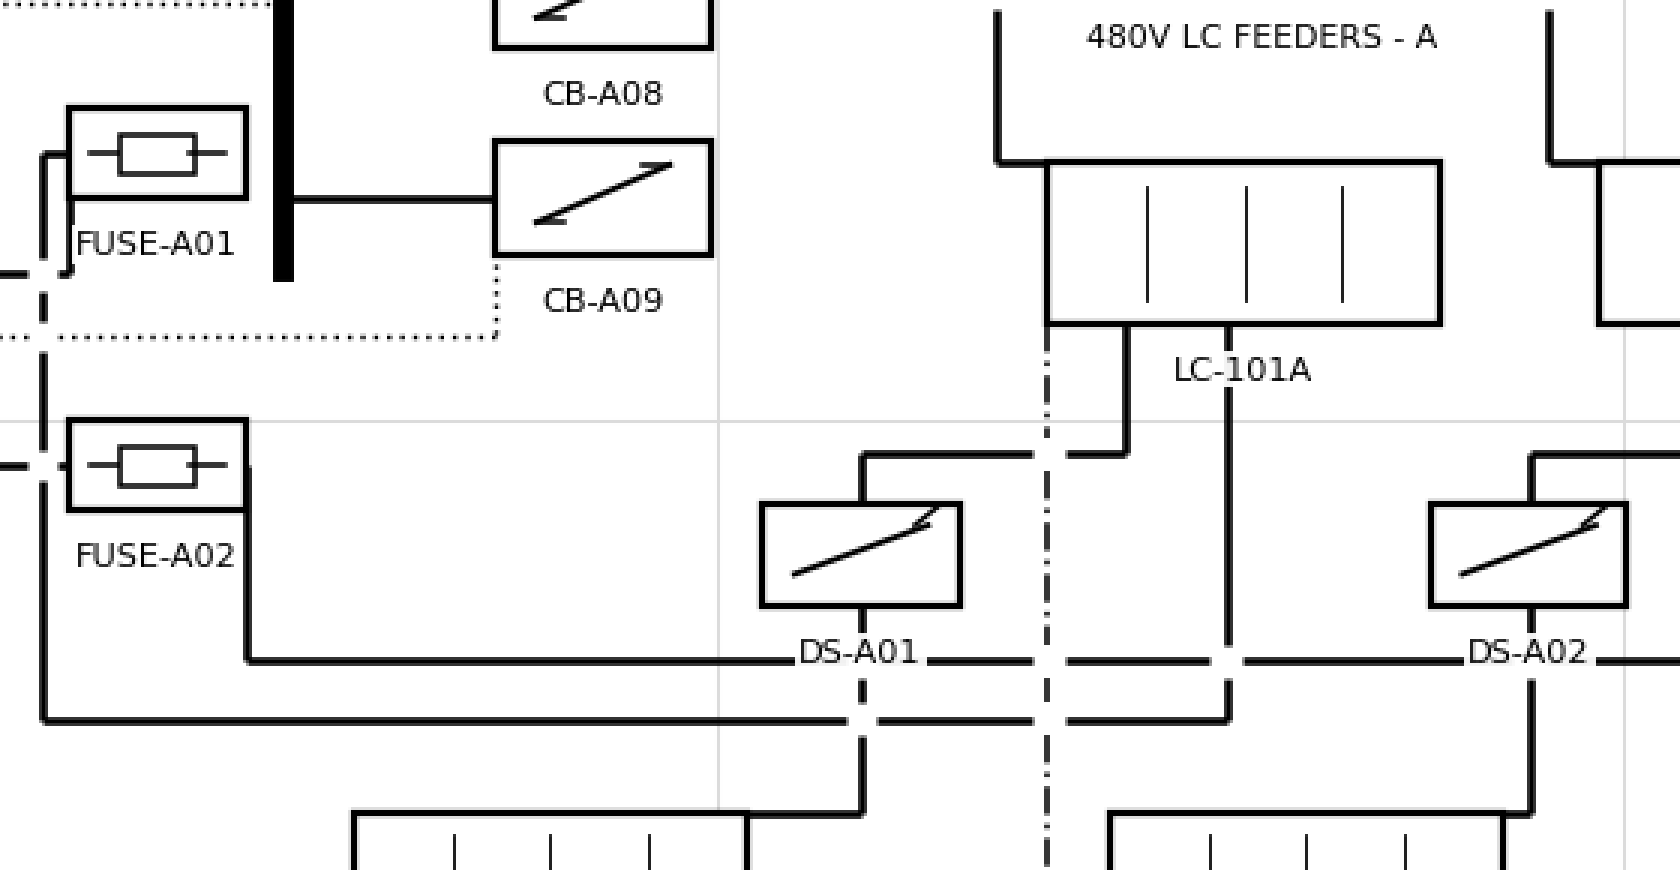 480V LC FEEDERS - A
CB-A08
FUSE-A01
CB-A09
LC-101A
FUSE-A02
DS-A01
DS-A02